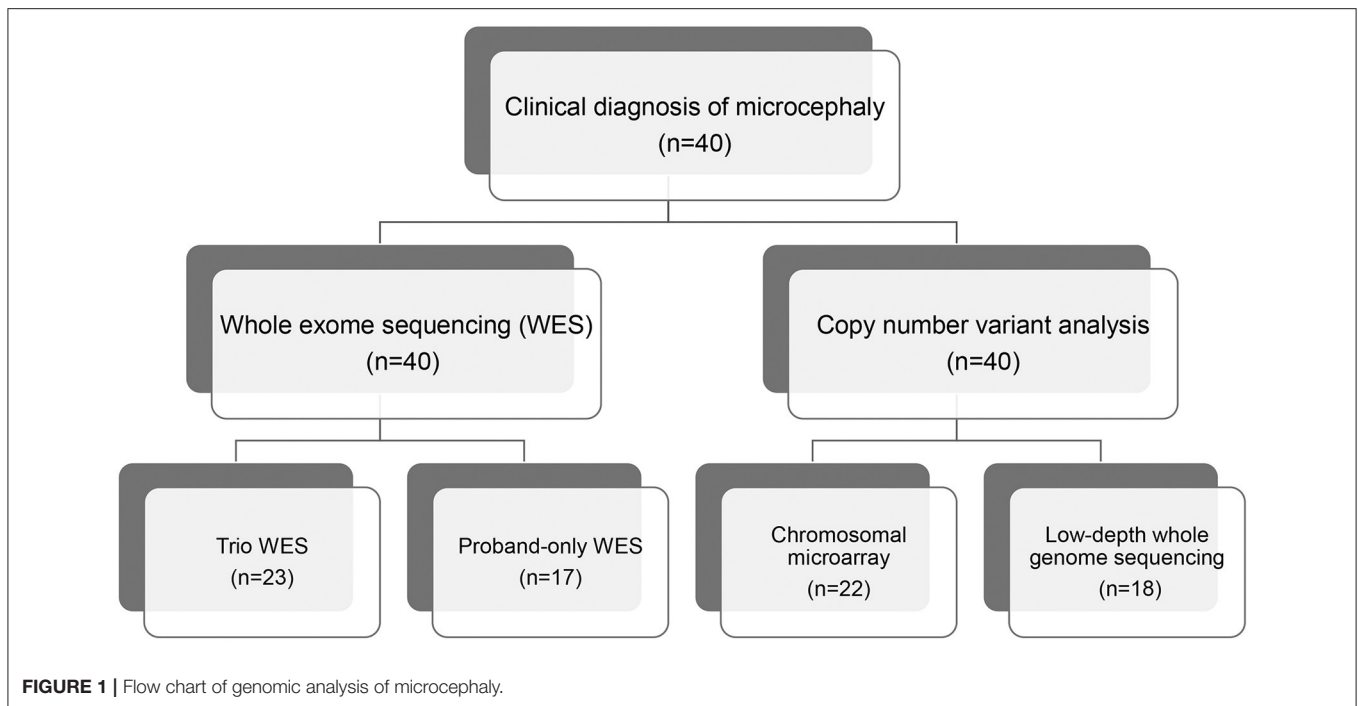 Clinical diagnosis of microcephaly
(n=40)
Whole exome sequencing (WES)
(n=40)
Copy number variant analysis
(n=40)
Trio WES
(n=23)
Proband-only WES
(n=17)
Chromosomal
microarray
(n=22)
Low-depth whole
genome sequencing
(n=18)
FIGURE 1 | Flow chart of genomic analysis of microcephaly.